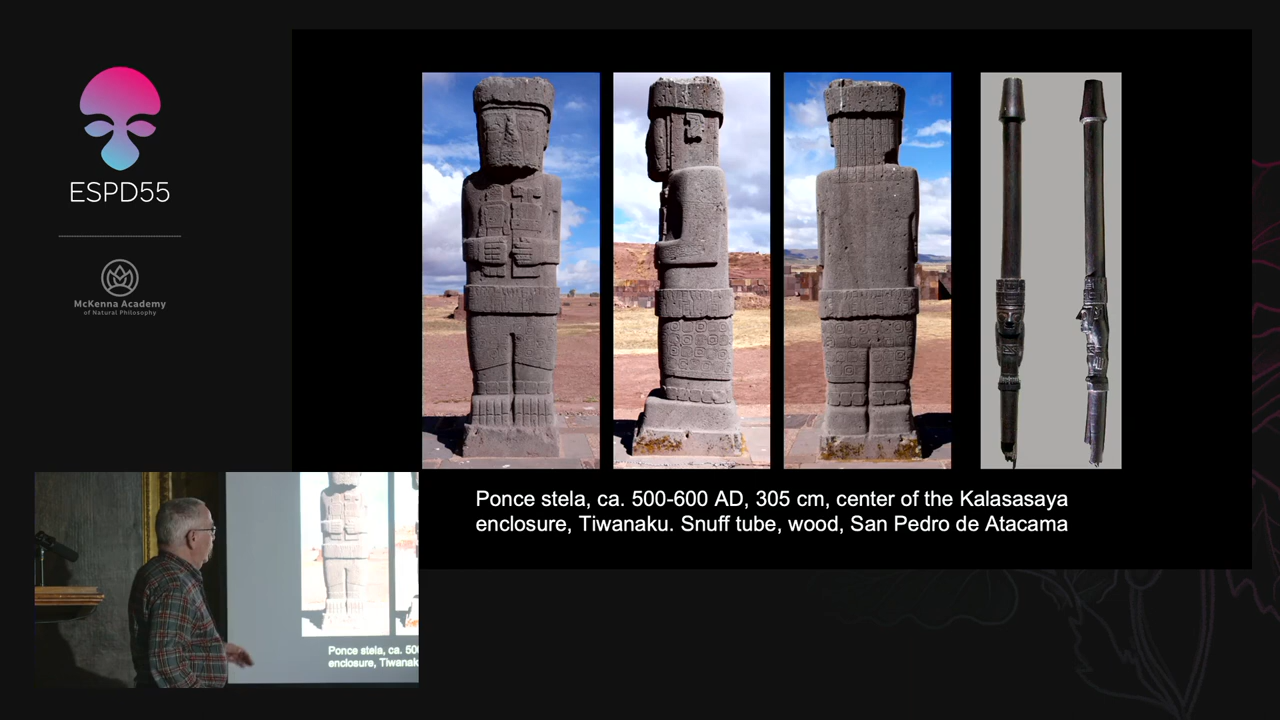 ESPD55
McKenna Academy
of Natural Philosophy
Ponce stela, ca. 500-600 AD, 305 cm, center of the Kalasasaya
enclosure, Tiwanaku. Snuff tube, wood, San Pedro de Atacama
Ponce stela, ca. 50
enclosure, Tiwanak